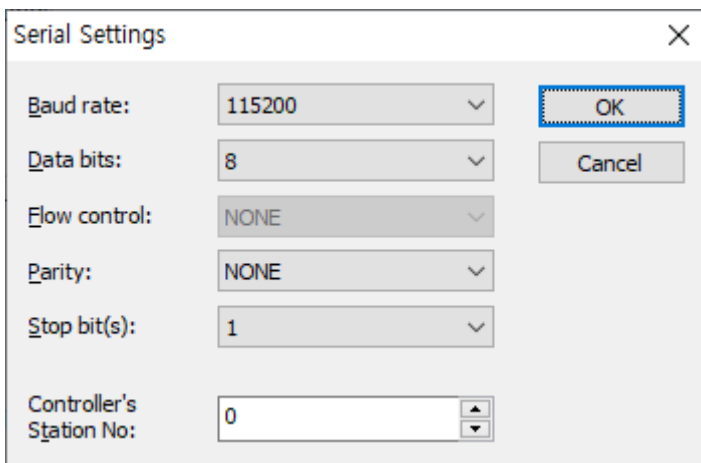 Serial Settings
Baud rate: 115200 OK
Data bits: 8 Cancel
Flow control: NONE
Parity: NONE
Stop bit(s): 1
Controller's
Station No: 0